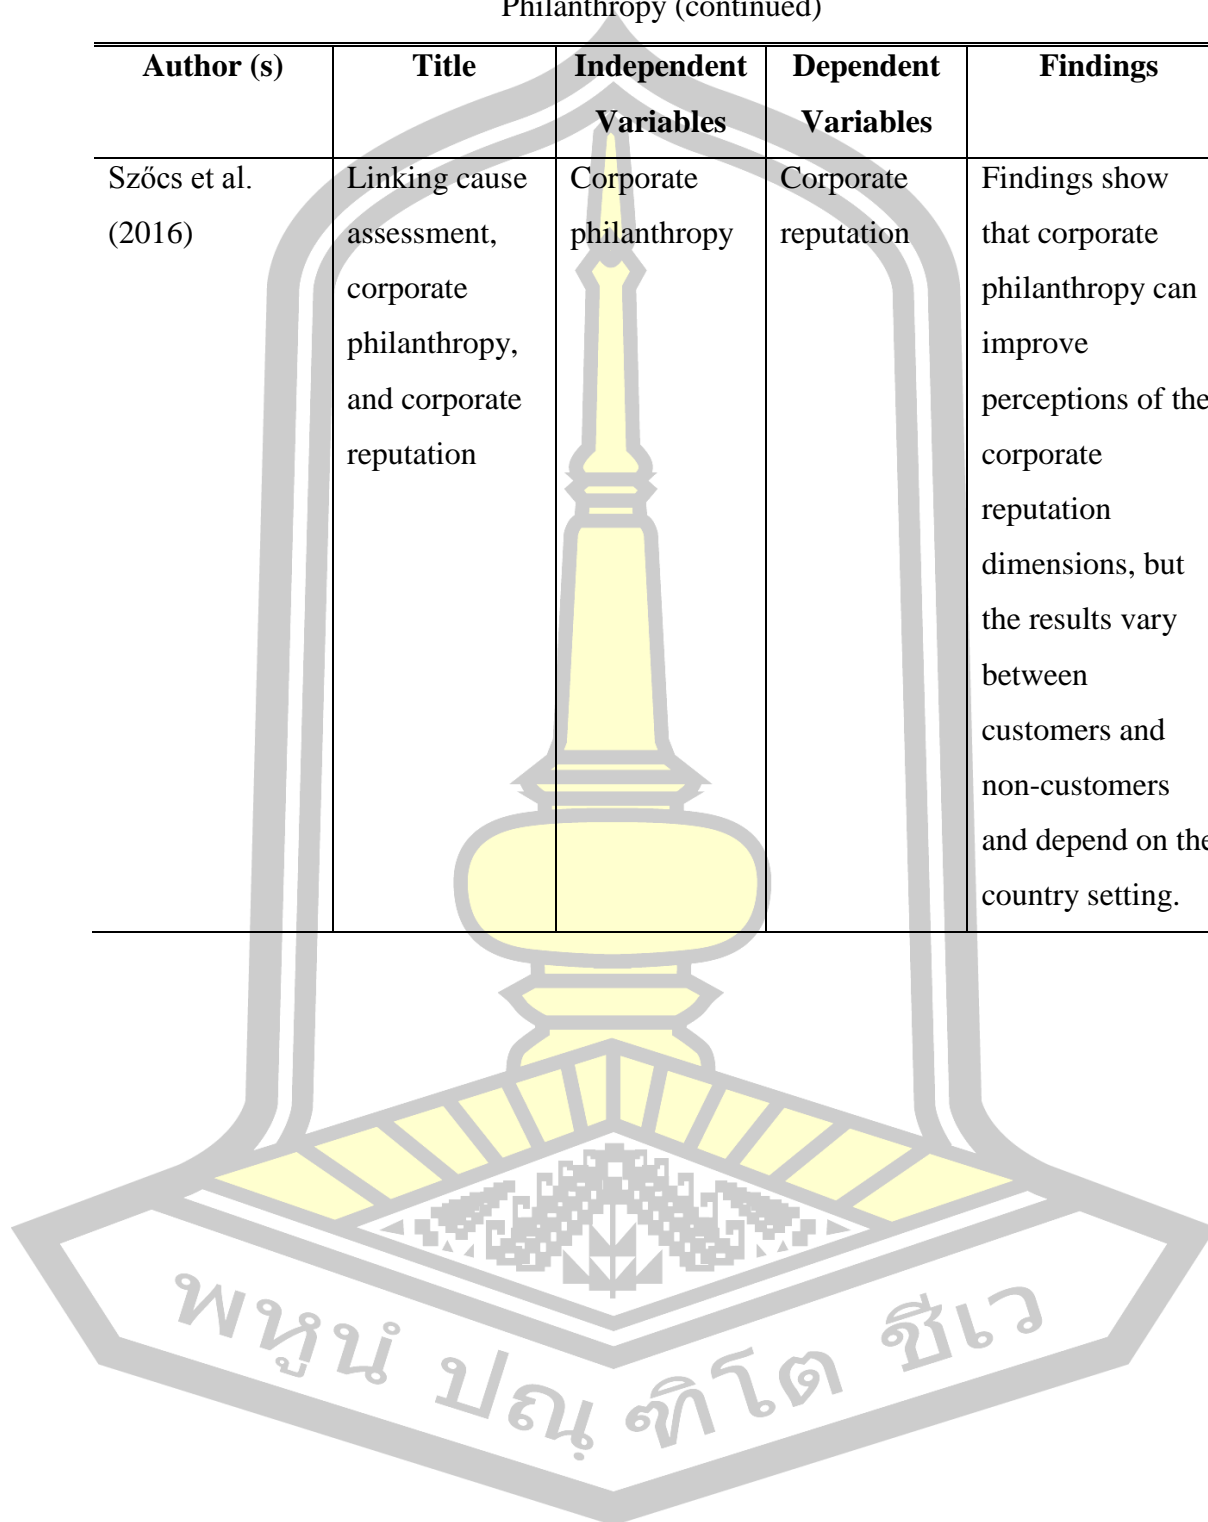 Philanthropy (continued)
Author (s) Title Independent Variables Dependent Variables Findings
Szőcs et al. (2016)
Linking cause
assessment,
corporate
philanthropy,
and corporate
reputation
Corporate
philanthropy
Corporate
reputation
Findings show
that corporate
philanthropy can
improve
perceptions of the
corporate
reputation
dimensions, but
the results vary
between
customers and
non-customers
and depend on the
country setting.
พหูนํ ปณฺฑิโต ชีเว